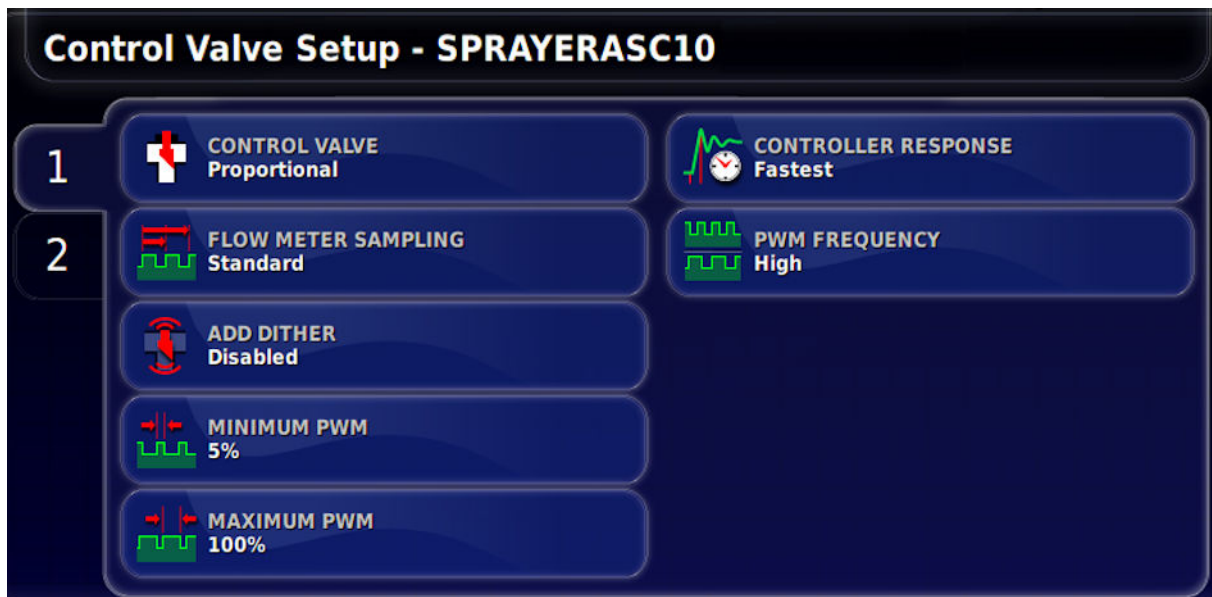 Control Valve Setup - SPRAYERASC10
1
CONTROL VALVE
Proportional
CONTROLLER RESPONSE
Fastest
2
FLOW METER SAMPLING
Standard
PWM FREQUENCY
High
ADD DITHER
Disabled
MINIMUM PWM
5%
MAXIMUM PWM
100%